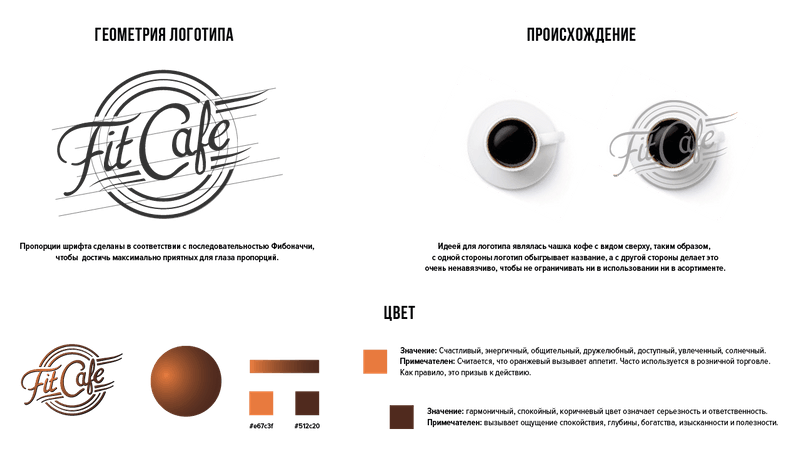 ГЕОМЕТРИЯ ЛОГОТИПА
ПРОИСХОЖДЕНИЕ
Fit Cafe
Fit Cafe
Пропорции шрифта сделаны в соответствии с последовательностью Фибоначчи,
чтобы достичь максимально приятных для глаза пропорций.
Идеей для логотипа являлась чашка кофе с видом сверху, таким образом,
с одной стороны логотип обыгрывает название, а с другой стороны делает это
очень ненавязчиво, чтобы не ограничивать ни в использовании ни в асортименте.
ЦВЕТ
Fit Cafe
#e67c3f
#512c20
Значение: Счастливый, энергичный, общительный, дружелюбный, доступный, увлеченный, солнечный.
Примечателен: Считается, что оранжевый вызывает аппетит. Часто используется в розничной торговле.
Как правило, это призыв к действию.
Значение: гармоничный, спокойный, коричневый цвет означает серьезность и ответственность.
Примечателен: вызывает ощущение спокойствия, глубины, богатства, изысканности и полезности.